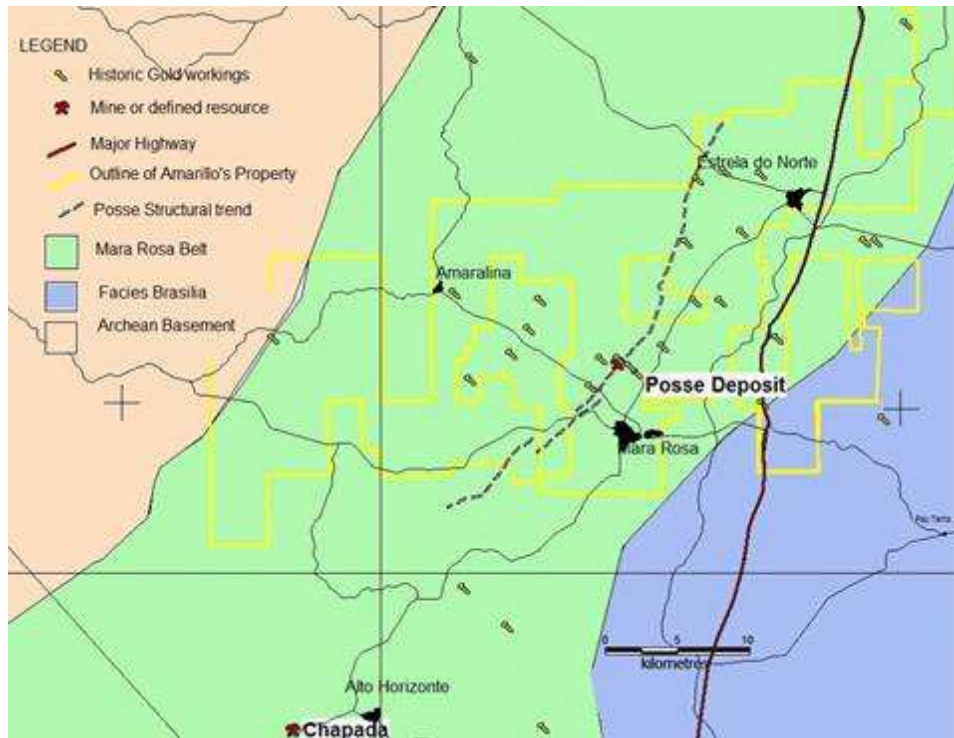 LEGEND
Historic Gold workings
Mine or defined resource
Major Highway
Outline of Amarillo's Property
Posse Structural trend
Mara Rosa Belt
Facies Brasilia
Archean Basement
Estrela do Norte
Amaralina
Posse Deposit
Mara Rosa
Pau Terra
0 5 10
kilometres
Alto Horizonte
Chapada